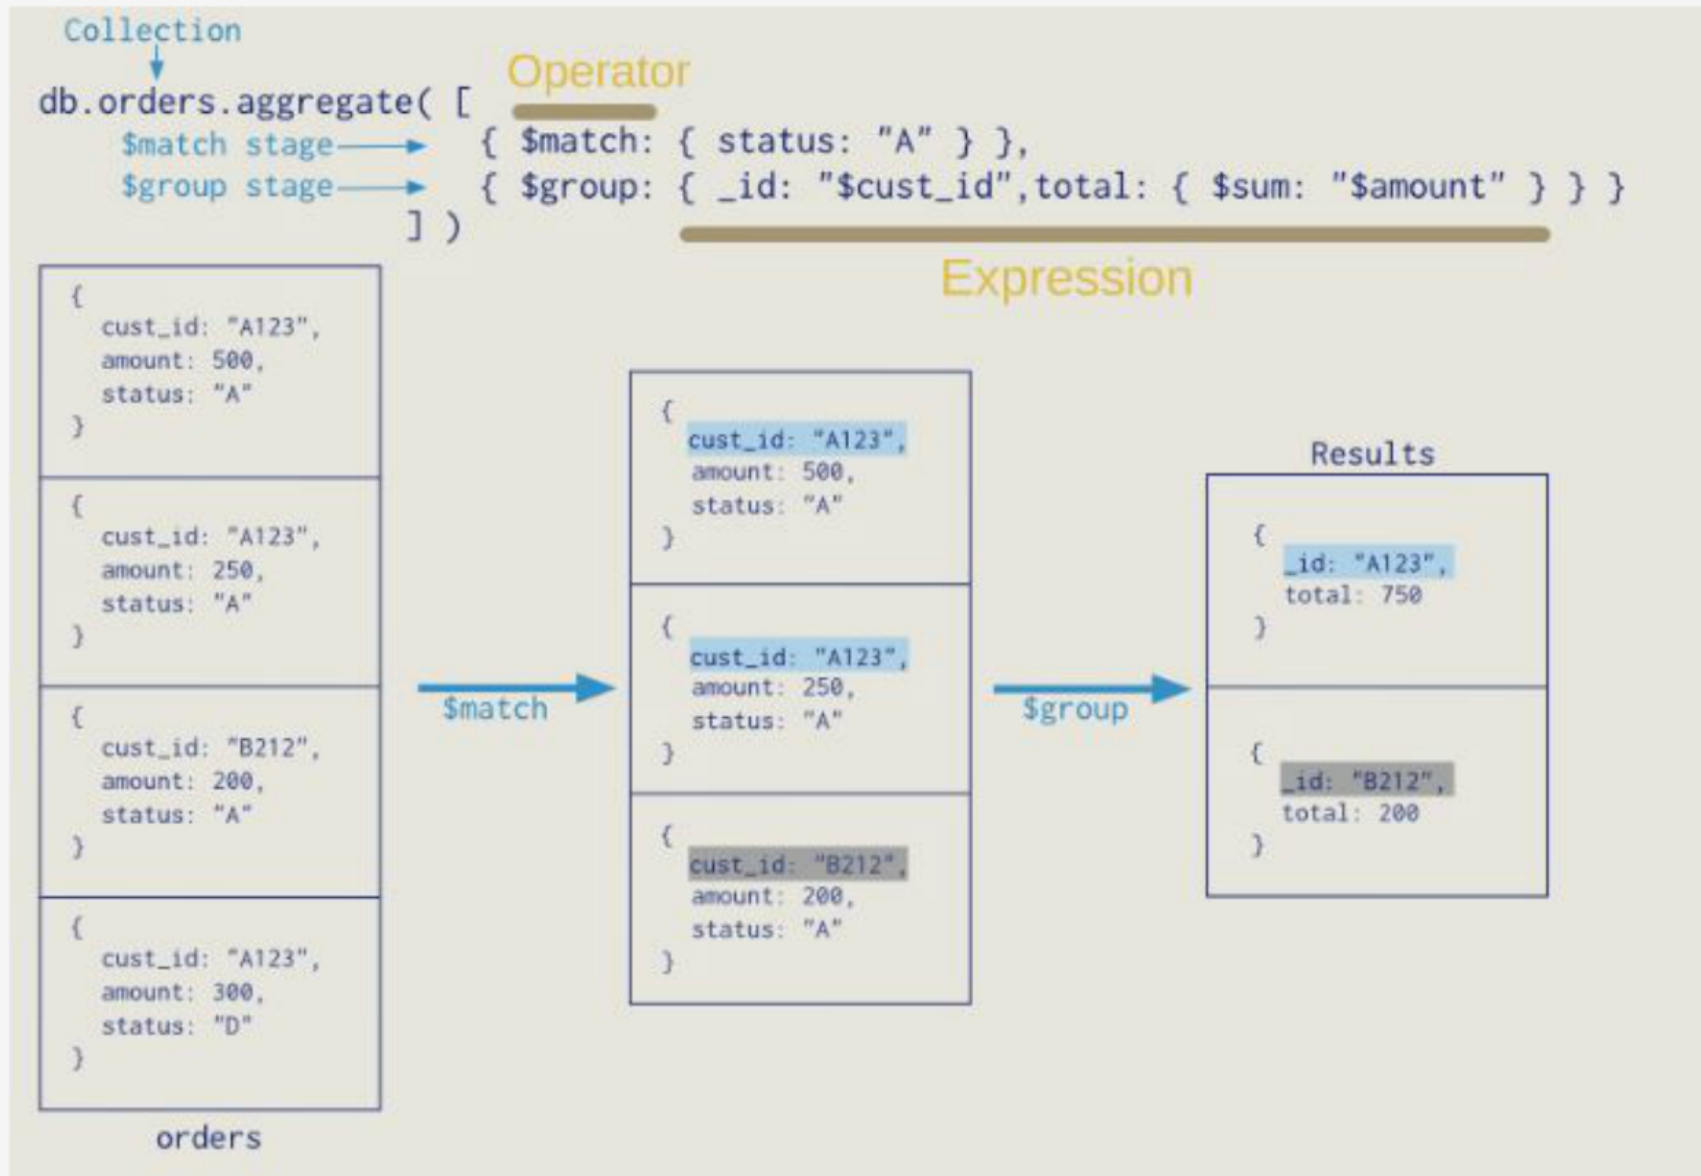 Collection
Operator
db.orders.aggregate( [
$match stage
{ $match: { status: "A" } },
$group stage
{ $group: { _id: "$cust_id",total: { $sum: "$amount" } } }
] )
Expression
{
cust_id: "A123",
amount: 500,
status: "A"
}
{
cust_id: "A123",
amount: 250,
status: "A"
}
{
cust_id: "B212",
amount: 200,
status: "A"
}
{
cust_id: "A123",
amount: 300,
status: "D"
}
orders
$match
{
cust_id: "A123",
amount: 500,
status: "A"
}
{
cust_id: "A123",
amount: 250,
status: "A"
}
{
cust_id: "B212",
amount: 200,
status: "A"
}
$group
Results
{
_id: "A123",
total: 750
}
{
_id: "B212",
total: 200
}